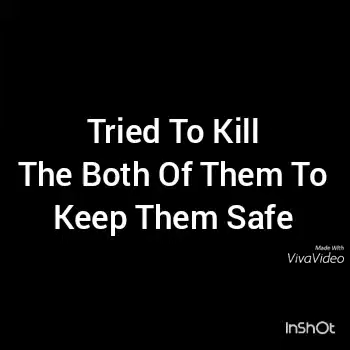 Tried To Kill
The Both Of Them To
Keep Them Safe
Made With
VivaVideo
InShOt